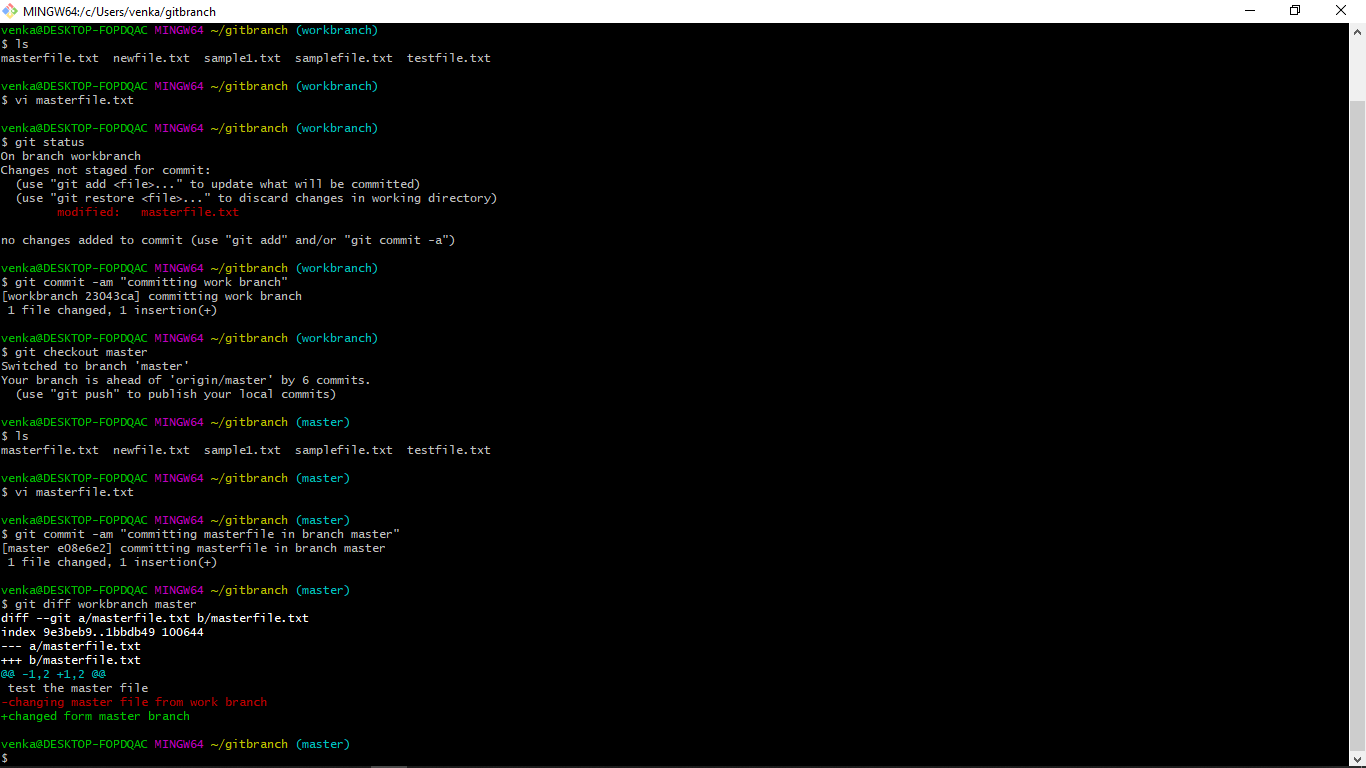 MINGW64:/c/Users/venka/gitbranch
venka@DESKTOP-FOPDQAC MINGW64 ~/gitbranch (workbranch)
$ ls
masterfile.txt  newfile.txt  sample1.txt  samplefile.txt  testfile.txt
venka@DESKTOP-FOPDQAC MINGW64 ~/gitbranch (workbranch)
$ vi masterfile.txt
venka@DESKTOP-FOPDQAC MINGW64 ~/gitbranch (workbranch)
$ git status
On branch workbranch
Changes not staged for commit:
  (use "git add <file>..." to update what will be committed)
  (use "git restore <file>..." to discard changes in working directory)
        modified:   masterfile.txt
no changes added to commit (use "git add" and/or "git commit -a")
venka@DESKTOP-FOPDQAC MINGW64 ~/gitbranch (workbranch)
$ git commit -am "committing work branch"
[workbranch 23043ca] committing work branch
 1 file changed, 1 insertion(+)
venka@DESKTOP-FOPDQAC MINGW64 ~/gitbranch (workbranch)
$ git checkout master
Switched to branch 'master'
Your branch is ahead of 'origin/master' by 6 commits.
  (use "git push" to publish your local commits)
venka@DESKTOP-FOPDQAC MINGW64 ~/gitbranch (master)
$ ls
masterfile.txt  newfile.txt  sample1.txt  samplefile.txt  testfile.txt
venka@DESKTOP-FOPDQAC MINGW64 ~/gitbranch (master)
$ vi masterfile.txt
venka@DESKTOP-FOPDQAC MINGW64 ~/gitbranch (master)
$ git commit -am "committing masterfile in branch master"
[master e08e6e2] committing masterfile in branch master
 1 file changed, 1 insertion(+)
venka@DESKTOP-FOPDQAC MINGW64 ~/gitbranch (master)
$ git diff workbranch master
diff --git a/masterfile.txt b/masterfile.txt
index 9e3beb9..1bbdb49 100644
--- a/masterfile.txt
+++ b/masterfile.txt
@@ -1,2 +1,2 @@
 test the master file
-changing master file from work branch
+changed form master branch
venka@DESKTOP-FOPDQAC MINGW64 ~/gitbranch (master)
$